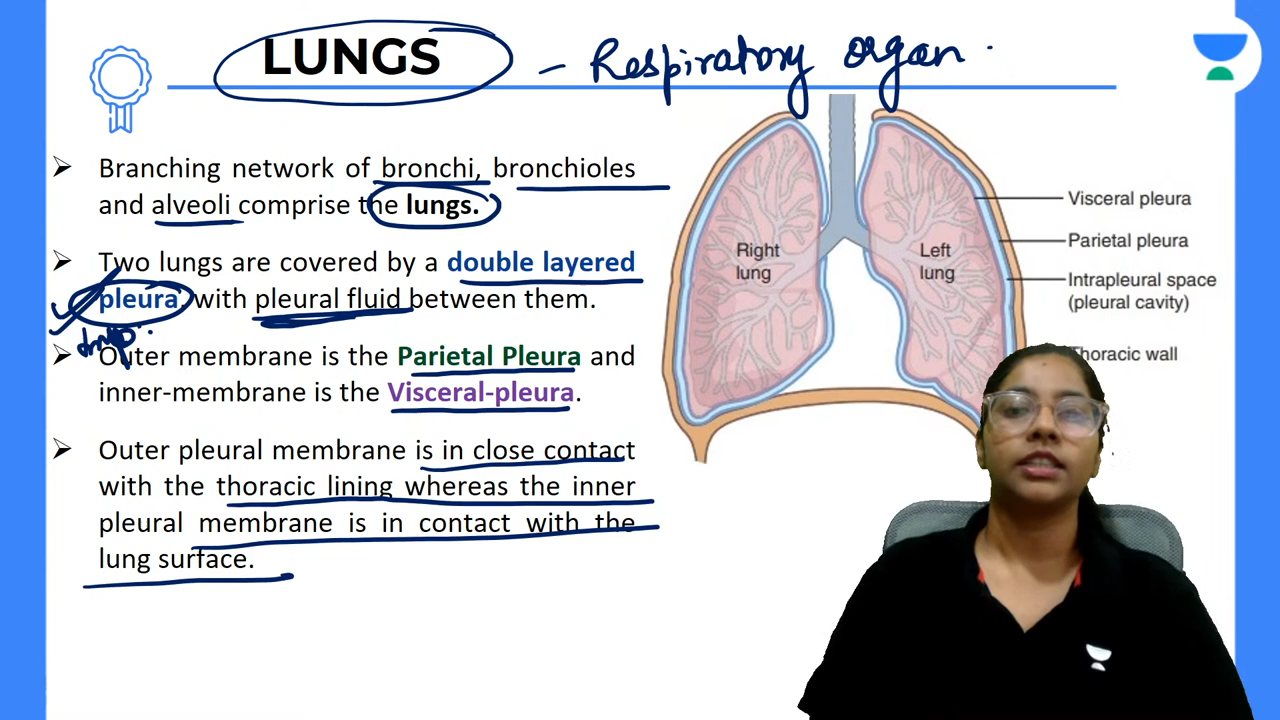 LUNGS - Respiratory organ.
Branching network of bronchi, bronchioles
and alveoli comprise the lungs.
Two lungs are covered by a double layered
pleura, with pleural fluid between them.
Imp.
Outer membrane is the Parietal Pleura and
inner-membrane is the Visceral-pleura.
Outer pleural membrane is in close contact
with the thoracic lining whereas the inner
pleural membrane is in contact with the
lung surface.
Right
lung
Left
lung
Visceral pleura
Parietal pleura
Intrapleural space
(pleural cavity)
Thoracic wall